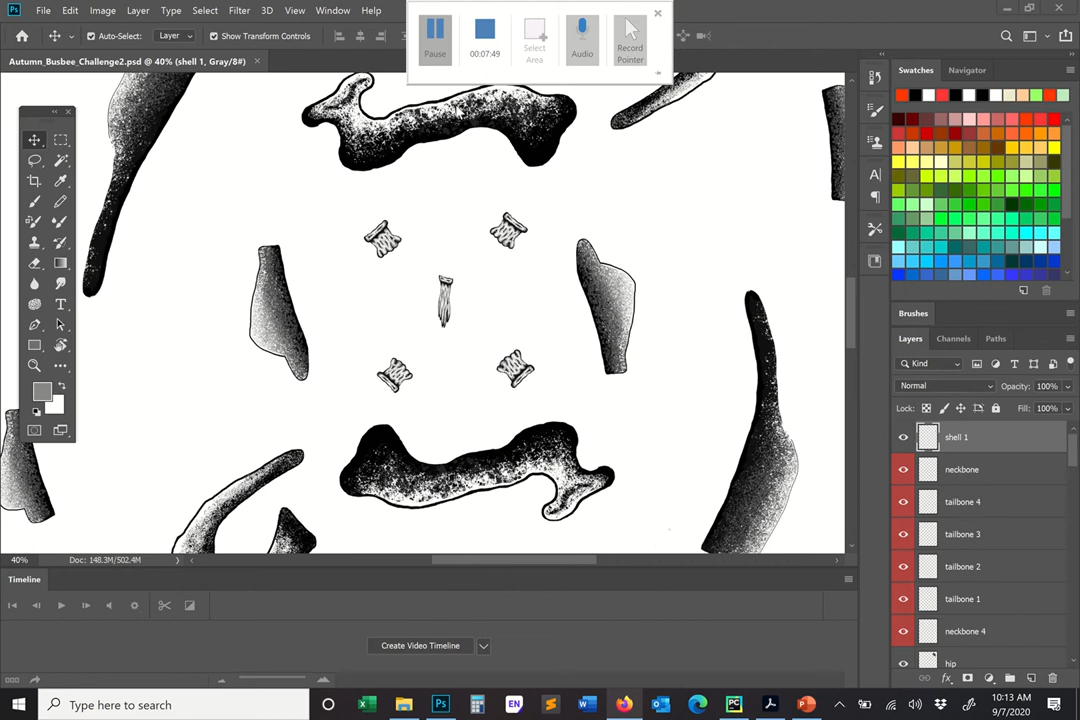 File Edit Image Layer Type Select Filter 3D View Window Help
Pause
00:07:49
Select Area
Audio
Record Pointer
Auto-Select: Layer Show Transform Controls
Autumn_Busbee_Challenge2.psd @ 40% (shell 1, Gray/8#)
Swatches Navigator
Brushes
Layers Channels Paths
Kind
Normal Opacity: 100%
Lock: Fill: 100%
shell 1
neckbone
tailbone 4
tailbone 3
tailbone 2
tailbone 1
neckbone 4
hip
40% Doc: 148.3M/502.4M
Timeline
Create Video Timeline
Type here to search
10:13 AM
9/7/2020